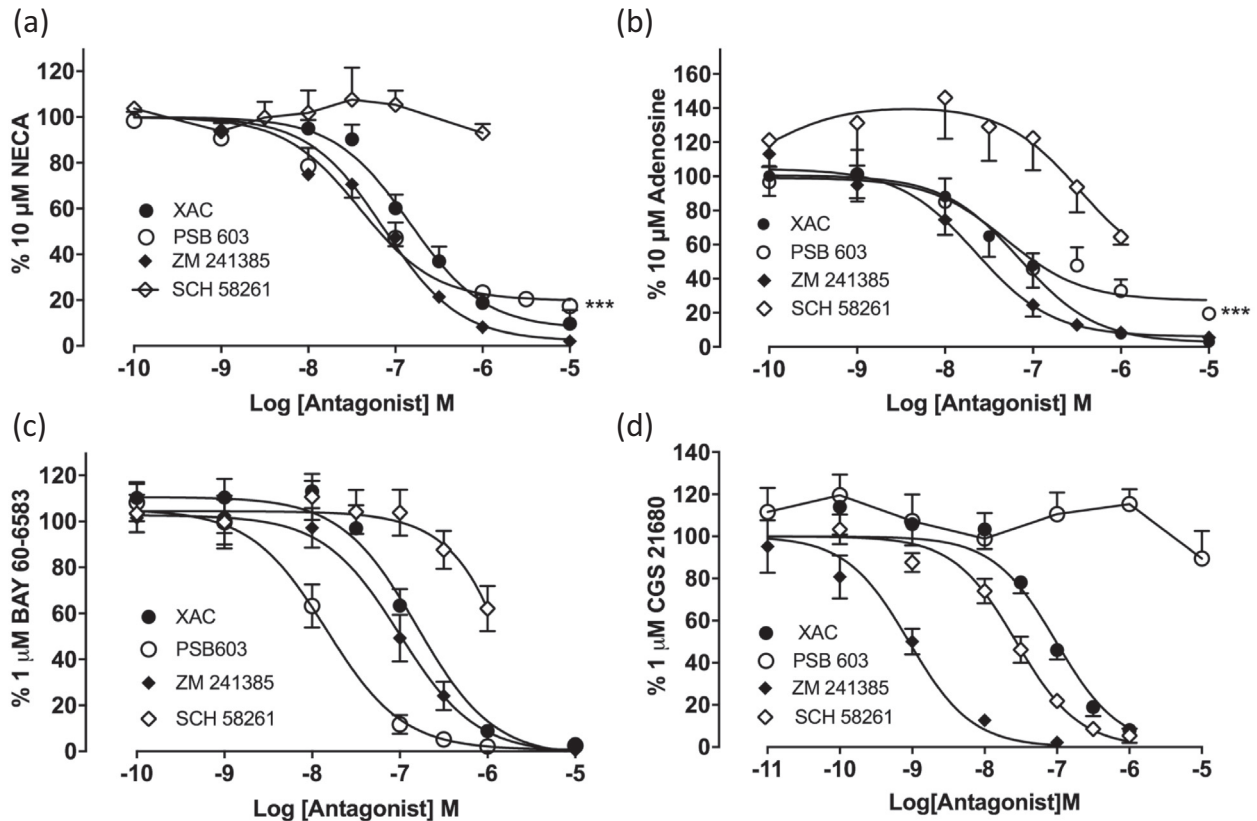 (a)
% 10 µM NECA
120
100
80
60
40
20
0
XAC
PSB 603
ZM 241385
SCH 58261
***
-10 -9 -8 -7 -6 -5
Log [Antagonist] M
(b)
% 10 µM Adenosine
160
140
120
100
80
60
40
20
0
XAC
PSB 603
ZM 241385
SCH 58261
***
-10 -9 -8 -7 -6 -5
Log [Antagonist] M
(c)
% 1 µM BAY 60-6583
120
100
80
60
40
20
0
XAC
PSB603
ZM 241385
SCH 58261
-10 -9 -8 -7 -6 -5
Log [Antagonist] M
(d)
% 1 µM CGS 21680
140
120
100
80
60
40
20
0
XAC
PSB 603
ZM 241385
SCH 58261
-11 -10 -9 -8 -7 -6 -5
Log[Antagonist]M